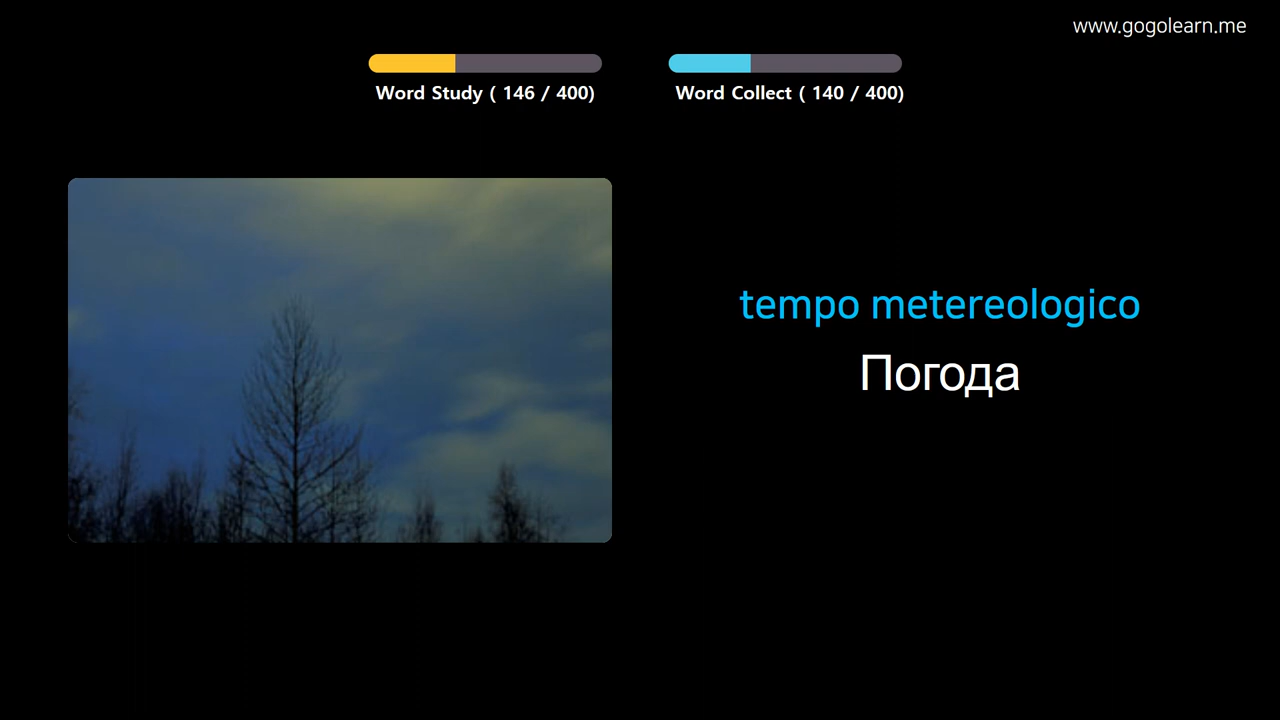 www.gogolearn.me
Word Study ( 146 / 400)
Word Collect ( 140 / 400)
tempo metereologico
Погода